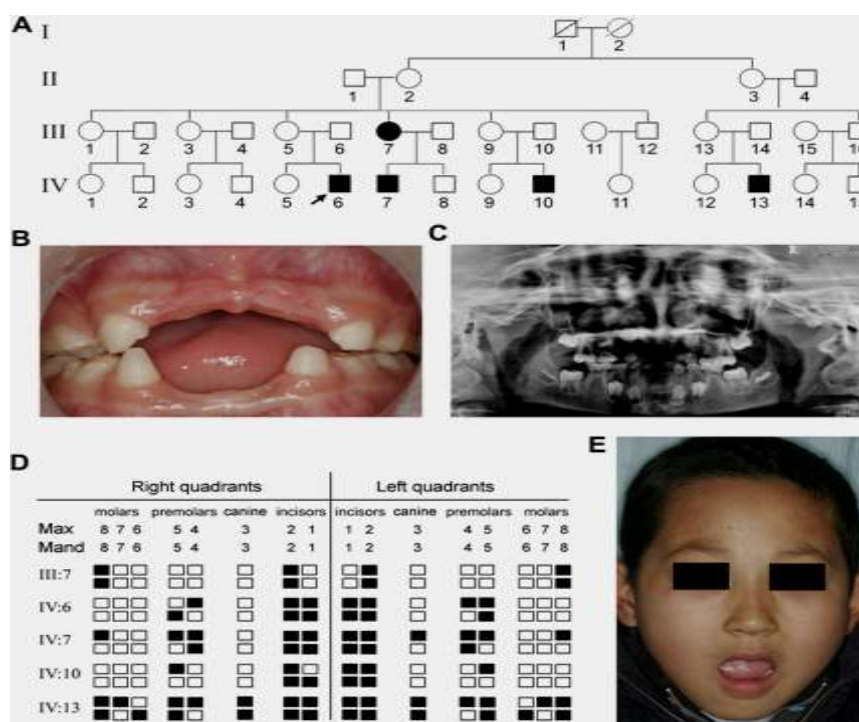 A
I
1 2
II
1 2 3 4
III
1 2 3 4 5 6 7 8 9 10 11 12 13 14 15
IV
1 2 3 4 5 6 7 8 9 10 11 12 13 14
B C
D E
Right quadrants Left quadrants
molars premolars canine incisors incisors canine premolars molars
Max 8 7 6 5 4 3 2 1 1 2 3 4 5 6 7 8
Mand 8 7 6 5 4 3 2 1 1 2 3 4 5 6 7 8
III:7
IV:6
IV:7
IV:10
IV:13